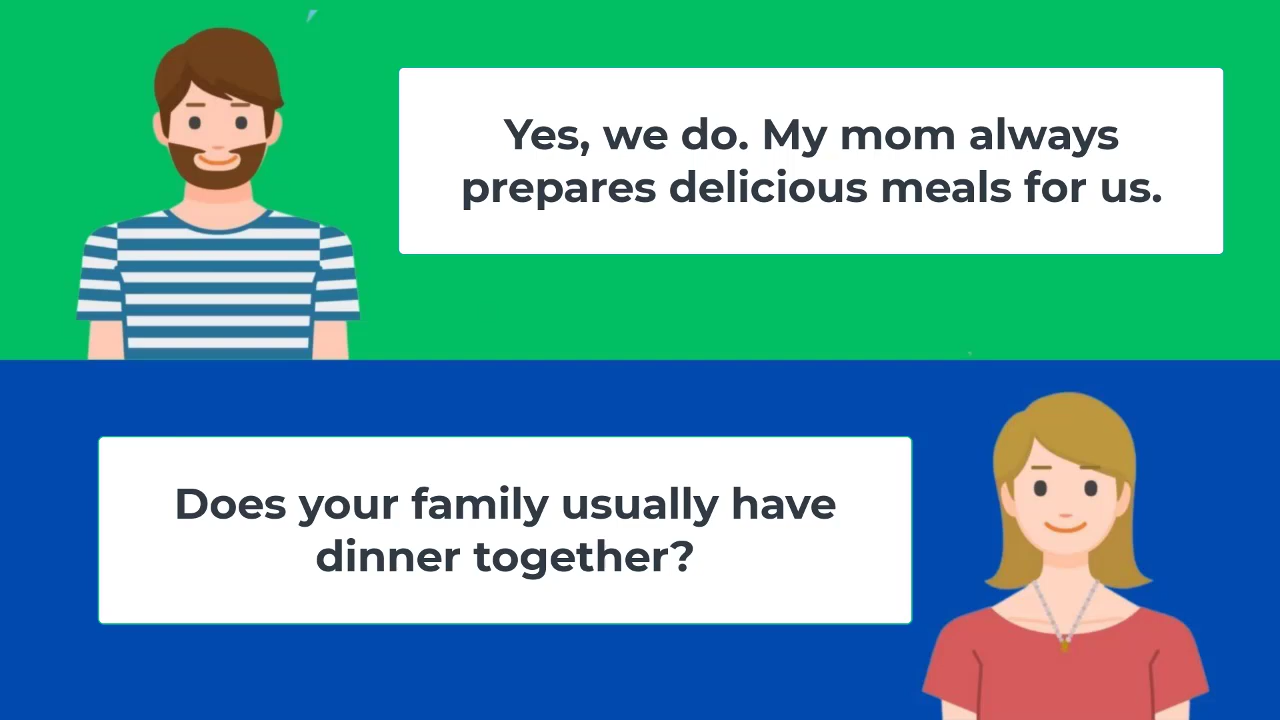 Yes, we do. My mom always
prepares delicious meals for us.
Does your family usually have
dinner together?